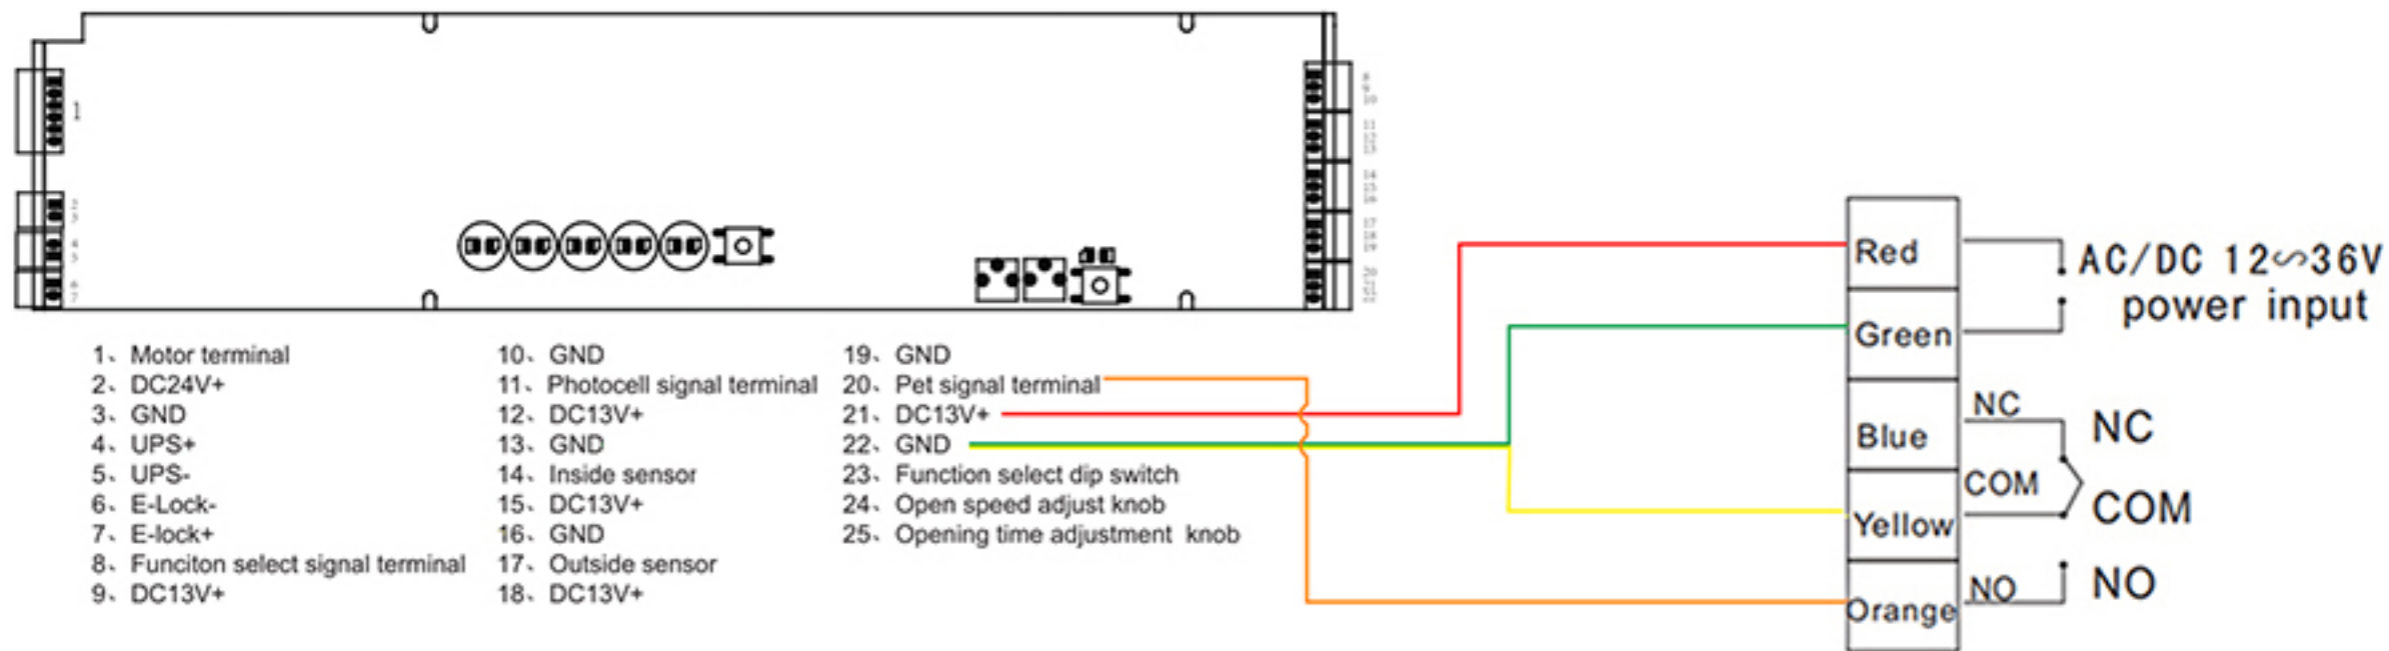 1
1、Motor terminal
2、DC24V+
3、GND
4、UPS+
5、UPS-
6、E-Lock-
7、E-lock+
8、Funciton select signal terminal
9、DC13V+
10、GND
11、Photocell signal terminal
12、DC13V+
13、GND
14、Inside sensor
15、DC13V+
16、GND
17、Outside sensor
18、DC13V+
19、GND
20、Pet signal terminal
21、DC13V+
22、GND
23、Function select dip switch
24、Open speed adjust knob
25、Opening time adjustment knob
Red
Green
Blue
Yellow
Orange
AC/DC 12∽36V
power input
NC
NC
COM
COM
NO
NO